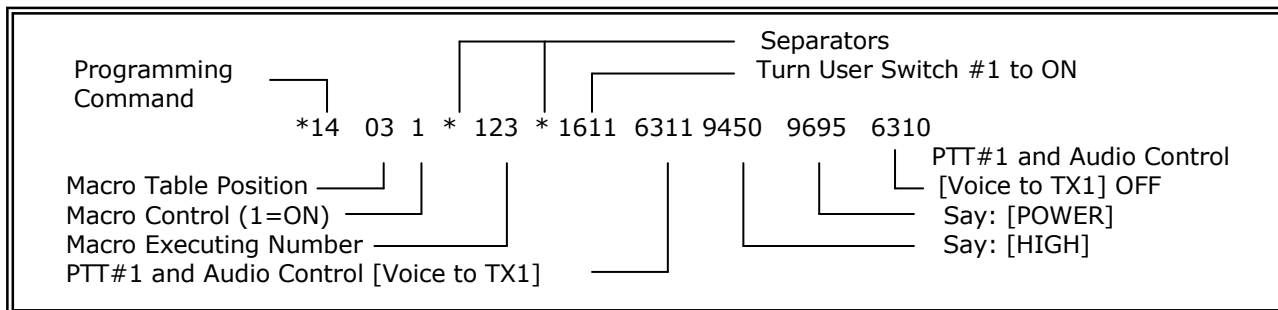 Separators
Programming
Turn User Switch #1 to ON
Command
*14 03 1 * 123 * 1611 6311 9450 9695 6310
PTT#1 and Audio Control
Macro Table Position
[Voice to TX1] OFF
Macro Control (1=ON)
Say: [POWER]
Macro Executing Number
Say: [HIGH]
PTT#1 and Audio Control [Voice to TX1]